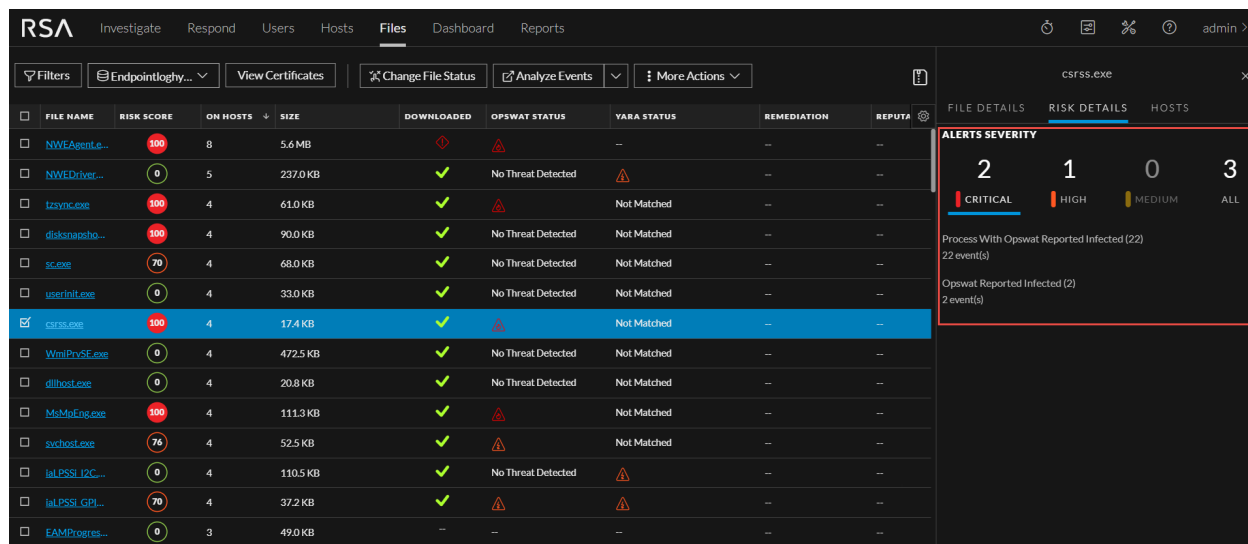 RSA Investigate Respond Users Hosts Files Dashboard Reports admin
Filters Endpointloghy... View Certificates Change File Status Analyze Events More Actions
csrss.exe
FILE DETAILS RISK DETAILS HOSTS
FILE NAME RISK SCORE ON HOSTS SIZE DOWNLOADED OPSWAT STATUS YARA STATUS REMEDIATION REPUTA
NWEAgent.e... 100 8 5.6 MB -- --
NWEDriver... 0 5 237.0 KB No Threat Detected --
tzsync.exe 100 4 61.0 KB Not Matched --
disksnapsho... 100 4 90.0 KB No Threat Detected Not Matched --
sc.exe 70 4 68.0 KB No Threat Detected Not Matched --
userinit.exe 0 4 33.0 KB No Threat Detected Not Matched --
csrss.exe 100 4 17.4 KB Not Matched --
WmiPrvSE.exe 0 4 472.5 KB No Threat Detected Not Matched --
dllhost.exe 0 4 20.8 KB No Threat Detected Not Matched --
MsMpEng.exe 100 4 111.3 KB Not Matched --
svchost.exe 76 4 52.5 KB Not Matched --
iaLPSSi_I2C... 0 4 110.5 KB No Threat Detected --
iaLPSSi_GPI... 70 4 37.2 KB --
EAMProgres... 0 3 49.0 KB -- -- -- --
ALERTS SEVERITY
2 1 0 3
CRITICAL HIGH MEDIUM ALL
Process With Opswat Reported Infected (22)
22 event(s)
Opswat Reported Infected (2)
2 event(s)